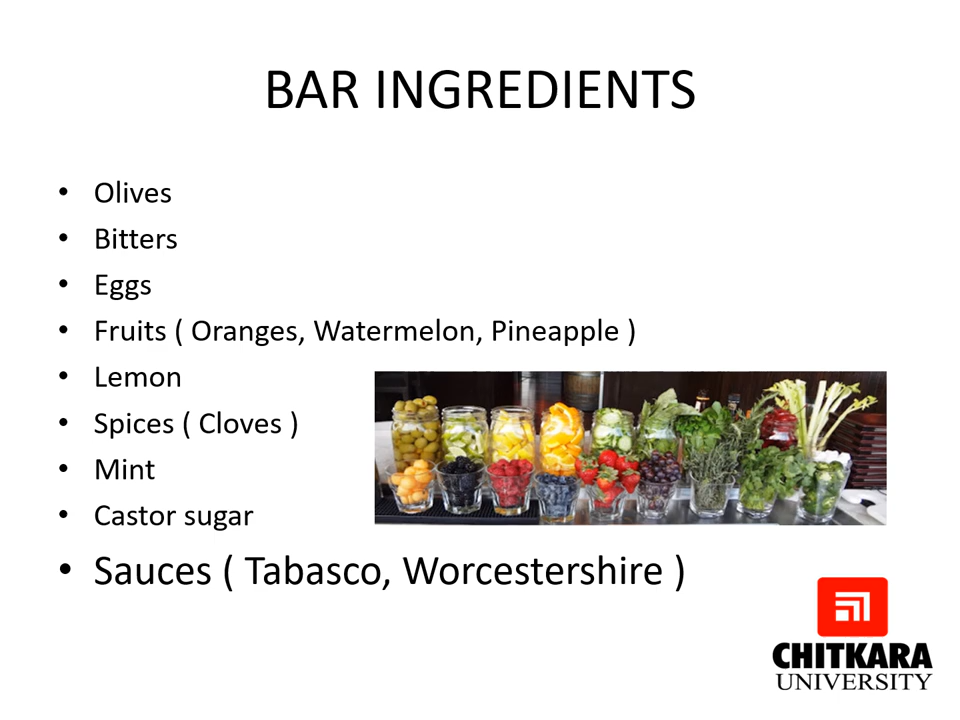 BAR INGREDIENTS
• Olives
• Bitters
• Eggs
• Fruits ( Oranges, Watermelon, Pineapple )
• Lemon
• Spices ( Cloves )
• Mint
• Castor sugar
• Sauces ( Tabasco, Worcestershire )
CHITKARA
UNIVERSITY